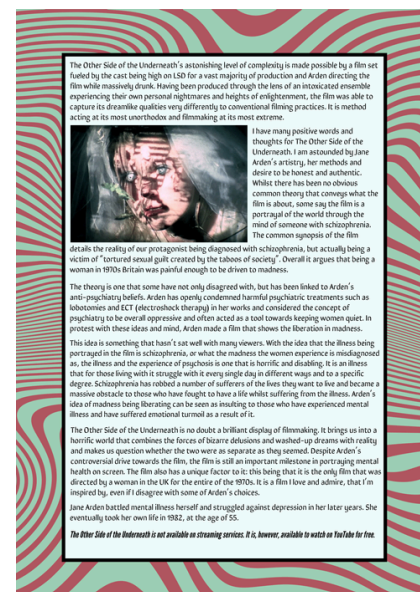 The Other Side of the Underneath's astonishing level of complexity is made possible by a film set
fueled by the cast being high on LSD for a vast majority of production and Arden directing the
film while massively drunk. Having been produced through the lens of an intoxicated ensemble
experiencing their own personal nightmares and heights of enlightenment, the film was able to
capture its dreamlike qualities very differently to conventional filming practices. It is method
acting at its most unorthodox and filmmaking at its most extreme.
I have many positive words and
thoughts for The Other Side of the
Underneath. I am astounded by Jane
Arden's artistry, her methods and
desire to be honest and authentic.
Whilst there has been no obvious
common theory that conveys what the
film is about, some say the film is a
portrayal of the world through the
mind of someone with schizophrenia.
The common synopsis of the film
details the reality of our protagonist being diagnosed with schizophrenia, but actually being a
victim of "tortured sexual guilt created by the taboos of society". Overall it argues that being a
woman in 1970s Britain was painful enough to be driven to madness.
The theory is one that some have not only disagreed with, but has been linked to Arden's
anti-psychiatry beliefs. Arden has openly condemned harmful psychiatric treatments such as
lobotomies and ECT (electroshock therapy) in her works and considered the concept of
psychiatry to be overall oppressive and often acted as a tool towards keeping women quiet. In
protest with these ideas and mind, Arden made a film that shows the liberation in madness.
This idea is something that hasn't sat well with many viewers. With the idea that the illness being
portrayed in the film is schizophrenia, or what the madness the women experience is misdiagnosed
as, the illness and the experience of psychosis is one that is horrific and disabling. It is an illness
that for those living with it struggle with it every single day in different ways and to a specific
degree. Schizophrenia has robbed a number of sufferers of the lives they want to live and became a
massive obstacle to those who have fought to have a life whilst suffering from the illness. Arden's
idea of madness being liberating can be seen as insulting to those who have experienced mental
illness and have suffered emotional turmoil as a result of it.
The Other Side of the Underneath is no doubt a brilliant display of filmmaking. It brings us into a
horrific world that combines the forces of bizarre delusions and washed-up dreams with reality
and makes us question whether the two were as separate as they seemed. Despite Arden's
controversial drive towards the film, the film is still an important milestone in portraying mental
health on screen. The film also has a unique factor to it: this being that it is the only film that was
directed by a woman in the UK for the entire of the 1970s. It is a film I love and admire, that I'm
inspired by, even if I disagree with some of Arden's choices.
Jane Arden battled mental illness herself and struggled against depression in her later years. She
eventually took her own life in 1982, at the age of 55.
The Other Side of the Underneath is not available on streaming services. It is, however, available to watch on YouTube for free.